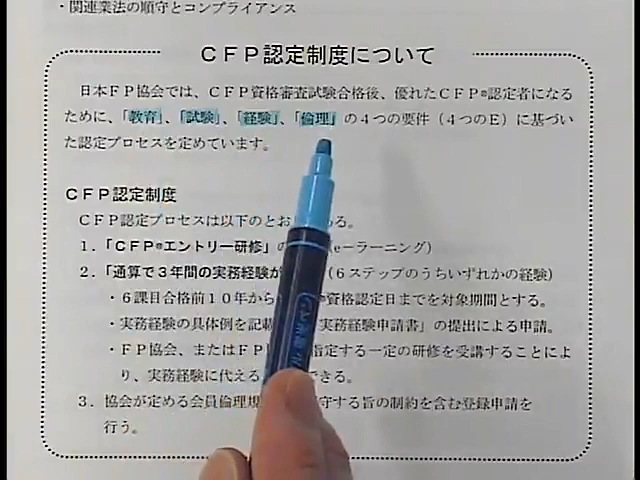 ・関連業法の順守とコンプライアンス
ＣＦＰ認定制度について
日本ＦＰ協会では、ＣＦＰ資格審査試験合格後、優れたＣＦＰ®認定者になる
ために、「教育」、「試験」、「経験」、「倫理」の４つの要件（４つのＥ）に基づい
た認定プロセスを定めています。
ＣＦＰ認定制度
ＣＦＰ認定プロセスは以下のとお る。
１．「ＣＦＰ®エントリー研修」の （eーラーニング）
２．「通算で３年間の実務経験が （６ステップのうちいずれかの経験）
・６課目合格前１０年から ®資格認定日までを対象期間とする。
・実務経験の具体例を記載 実務経験申請書」の提出による申請。
・ＦＰ協会、またはＦＰ 指定する一定の研修を受講することによ
り、実務経験に代える できる。
３．協会が定める会員倫理規 守する旨の制約を含む登録申請を
行う。